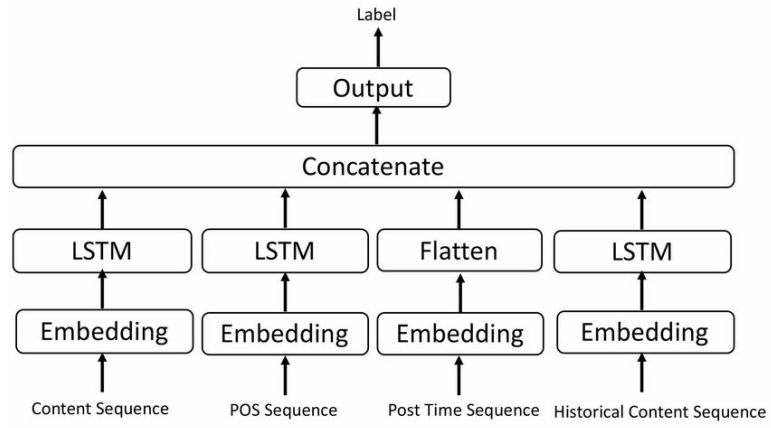 Label
Output
Concatenate
LSTM LSTM Flatten LSTM
Embedding Embedding Embedding Embedding
Content Sequence POS Sequence Post Time Sequence Historical Content Sequence